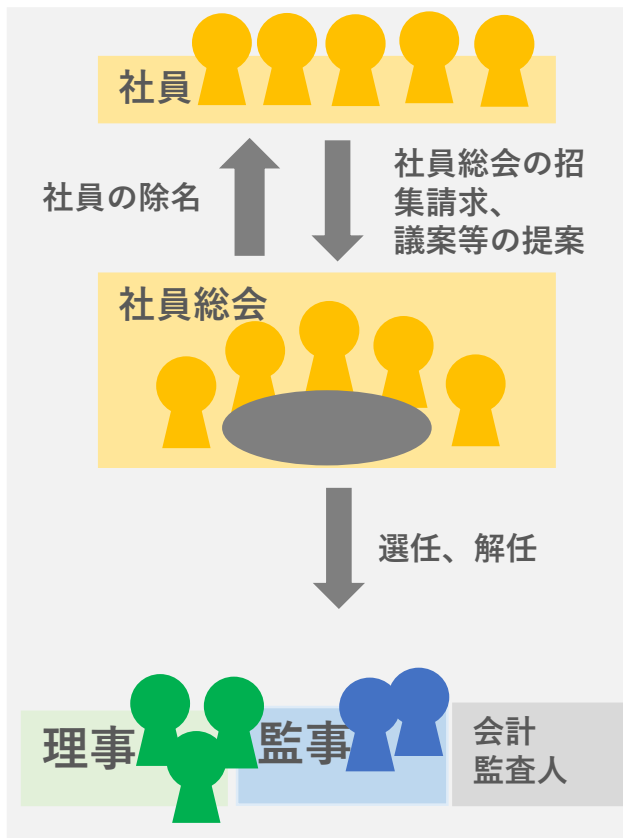 社員
社員の除名
社員総会の招
集請求、
議案等の提案
社員総会
選任、解任
理事
監事
会計
監査人